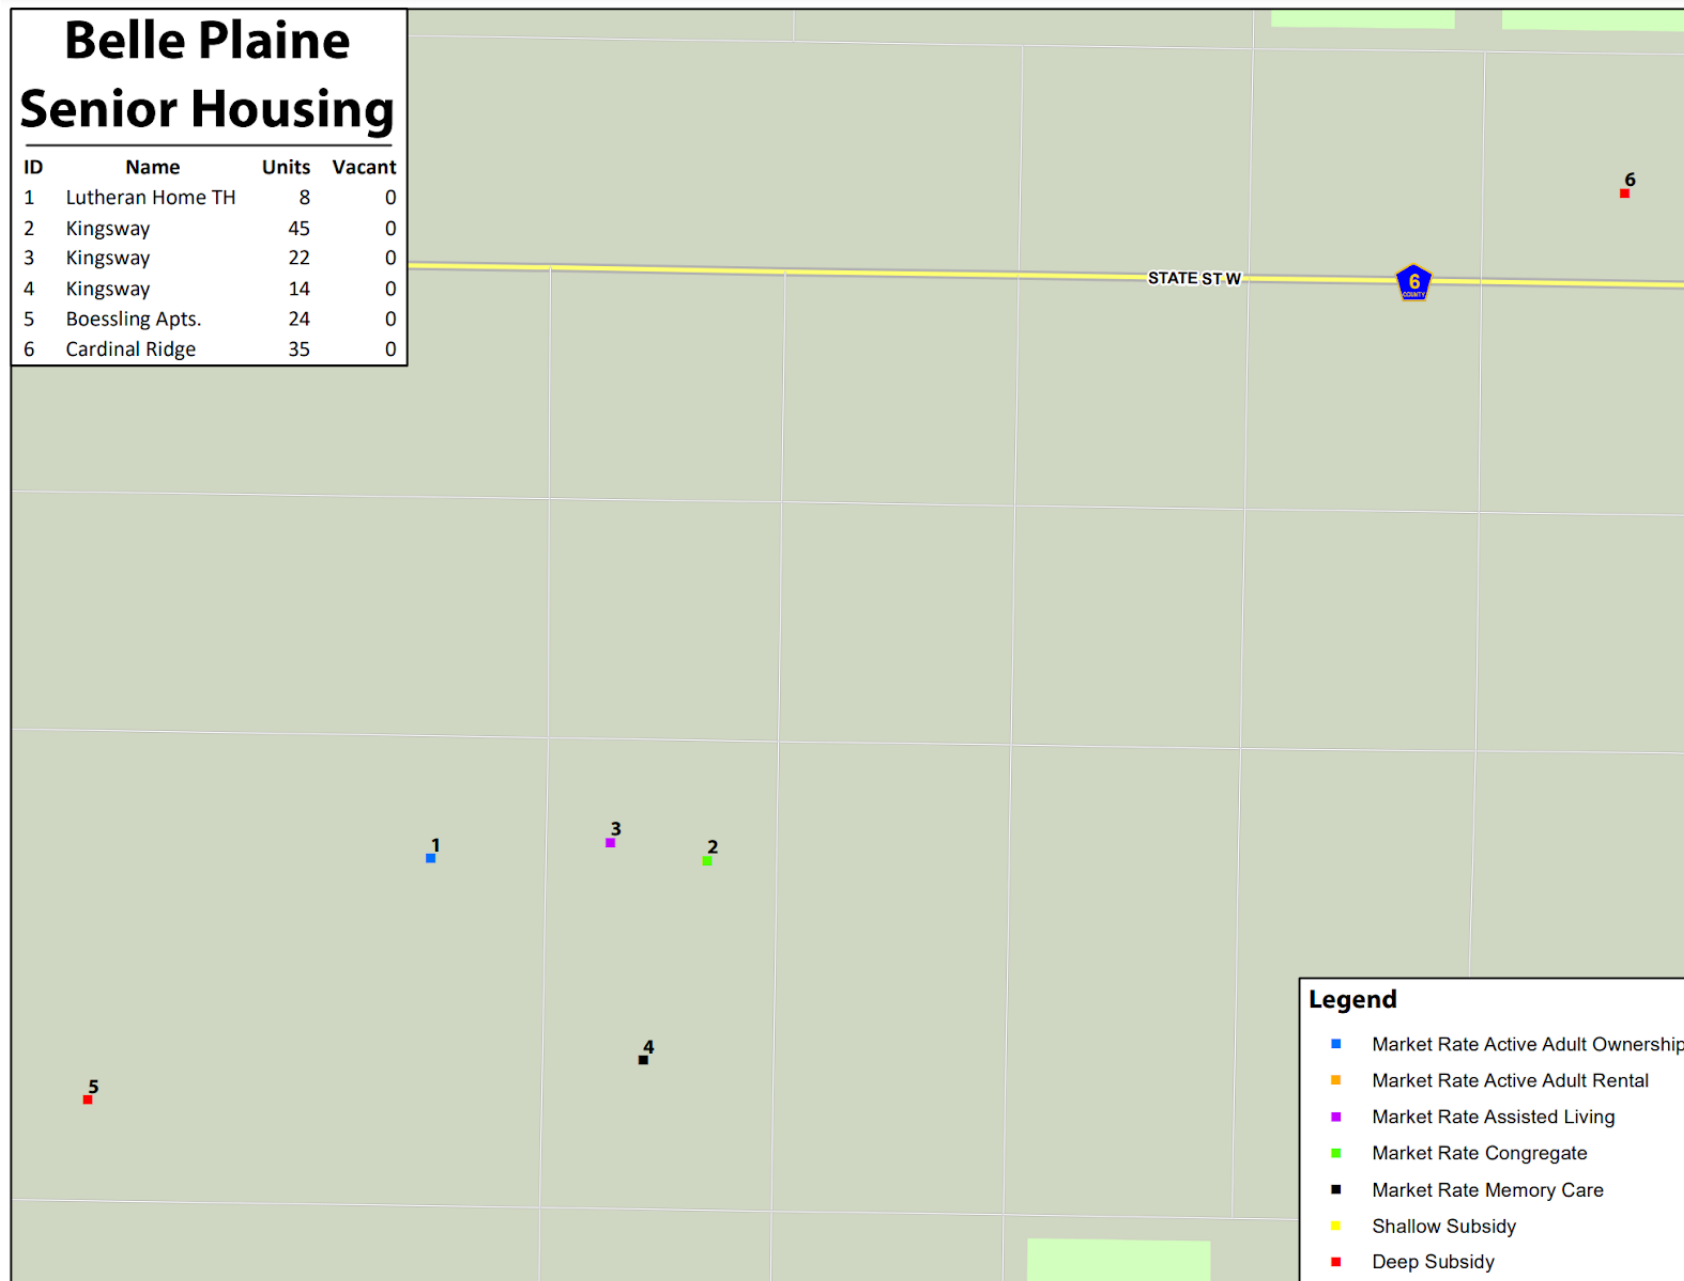 Belle Plaine
Senior Housing
ID Name Units Vacant
1 Lutheran Home TH 8 0
2 Kingsway 45 0
3 Kingsway 22 0
4 Kingsway 14 0
5 Boessling Apts. 24 0
6 Cardinal Ridge 35 0
6
STATE ST W
6
COUNTY
1
3
2
4
5
Legend
Market Rate Active Adult Ownership
Market Rate Active Adult Rental
Market Rate Assisted Living
Market Rate Congregate
Market Rate Memory Care
Shallow Subsidy
Deep Subsidy